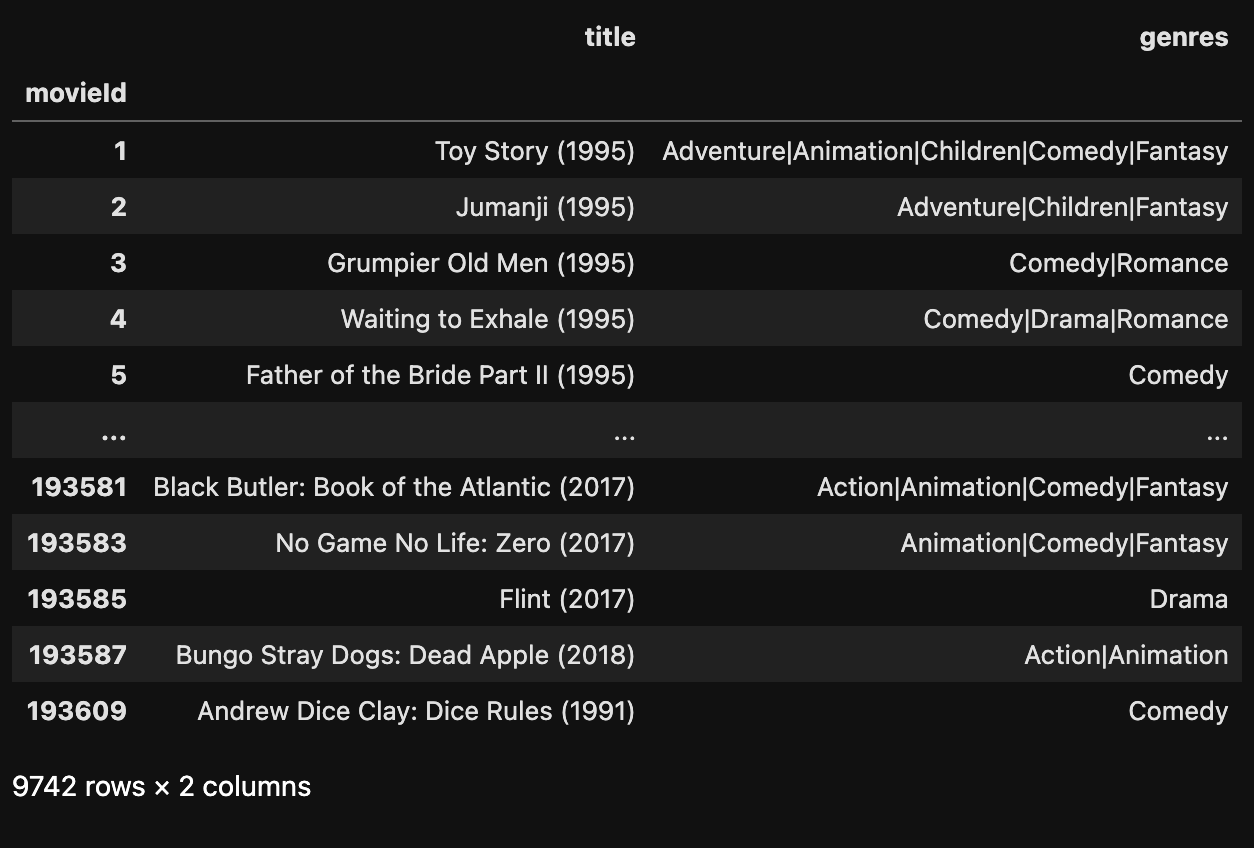 title genres
movieId
1 Toy Story (1995) Adventure|Animation|Children|Comedy|Fantasy
2 Jumanji (1995) Adventure|Children|Fantasy
3 Grumpier Old Men (1995) Comedy|Romance
4 Waiting to Exhale (1995) Comedy|Drama|Romance
5 Father of the Bride Part II (1995) Comedy
... ... ...
193581 Black Butler: Book of the Atlantic (2017) Action|Animation|Comedy|Fantasy
193583 No Game No Life: Zero (2017) Animation|Comedy|Fantasy
193585 Flint (2017) Drama
193587 Bungo Stray Dogs: Dead Apple (2018) Action|Animation
193609 Andrew Dice Clay: Dice Rules (1991) Comedy
9742 rows × 2 columns